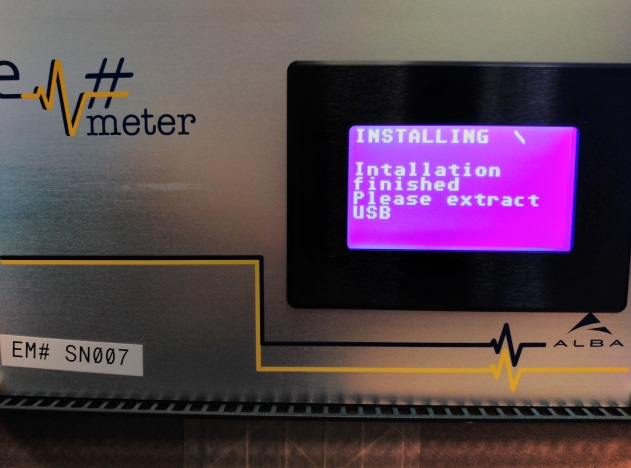 e #
meter
INSTALLING \
Intallation
finished
Please extract
USB
ALBA
EM# SN007